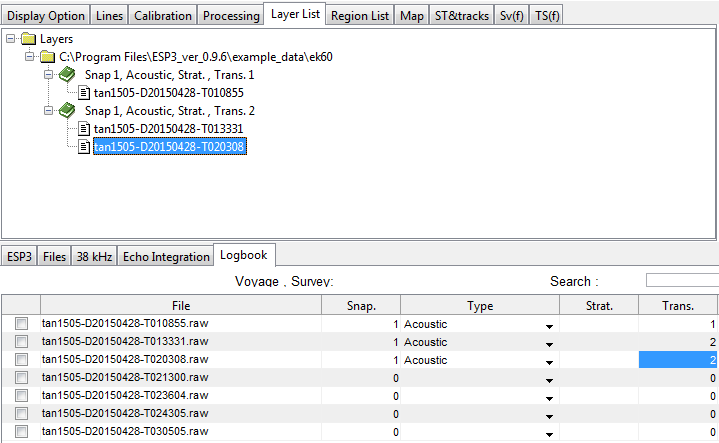 Display Option Lines Calibration Processing Layer List Region List Map ST&tracks Sv(f) TS(f)
Layers
C:\Program Files\ESP3_ver_0.9.6\example_data\ek60
Snap 1, Acoustic, Strat. , Trans. 1
tan1505-D20150428-T010855
Snap 1, Acoustic, Strat. , Trans. 2
tan1505-D20150428-T013331
tan1505-D20150428-T020308
ESP3 Files 38 kHz Echo Integration Logbook
Voyage , Survey: Search :
File Snap. Type Strat. Trans.
tan1505-D20150428-T010855.raw 1 Acoustic 1
tan1505-D20150428-T013331.raw 1 Acoustic 2
tan1505-D20150428-T020308.raw 1 Acoustic 2
tan1505-D20150428-T021300.raw 0 0
tan1505-D20150428-T023604.raw 0 0
tan1505-D20150428-T024305.raw 0 0
tan1505-D20150428-T030505.raw 0 0